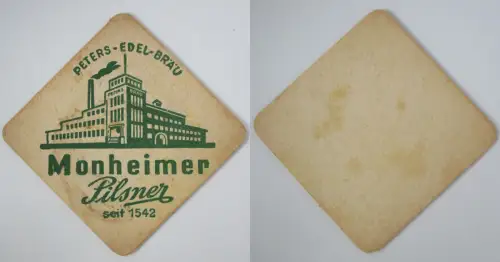 PETERS-EDEL-BRÄU
Monheimer
Pilsner
seit 1542